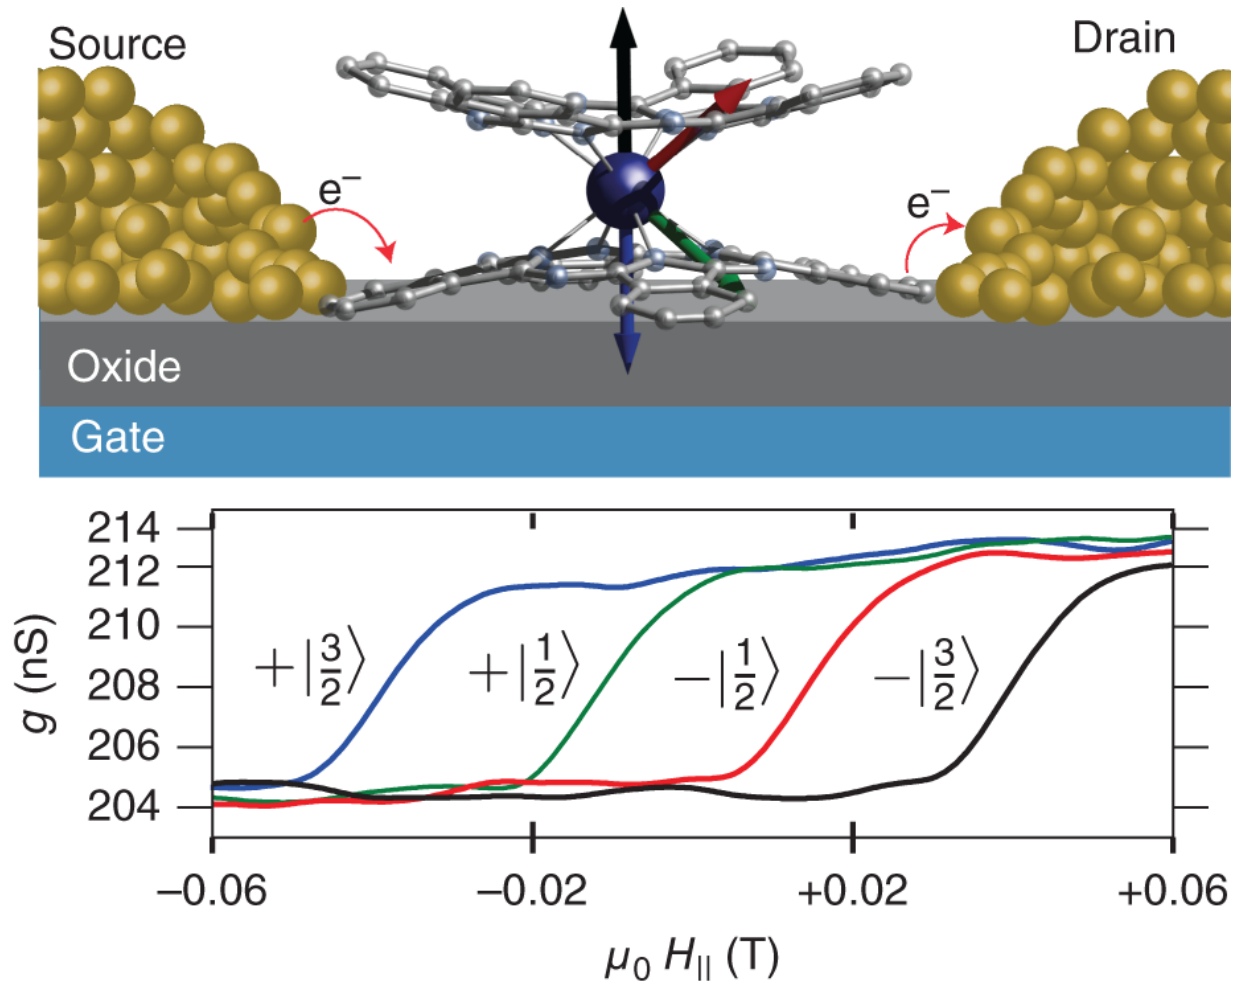 Source
Drain
e⁻
e⁻
Oxide
Gate
214
212
210
208
206
204
g (nS)
+|3/2⟩
+|1/2⟩
−|1/2⟩
−|3/2⟩
−0.06
−0.02
+0.02
+0.06
μ₀ H|| (T)